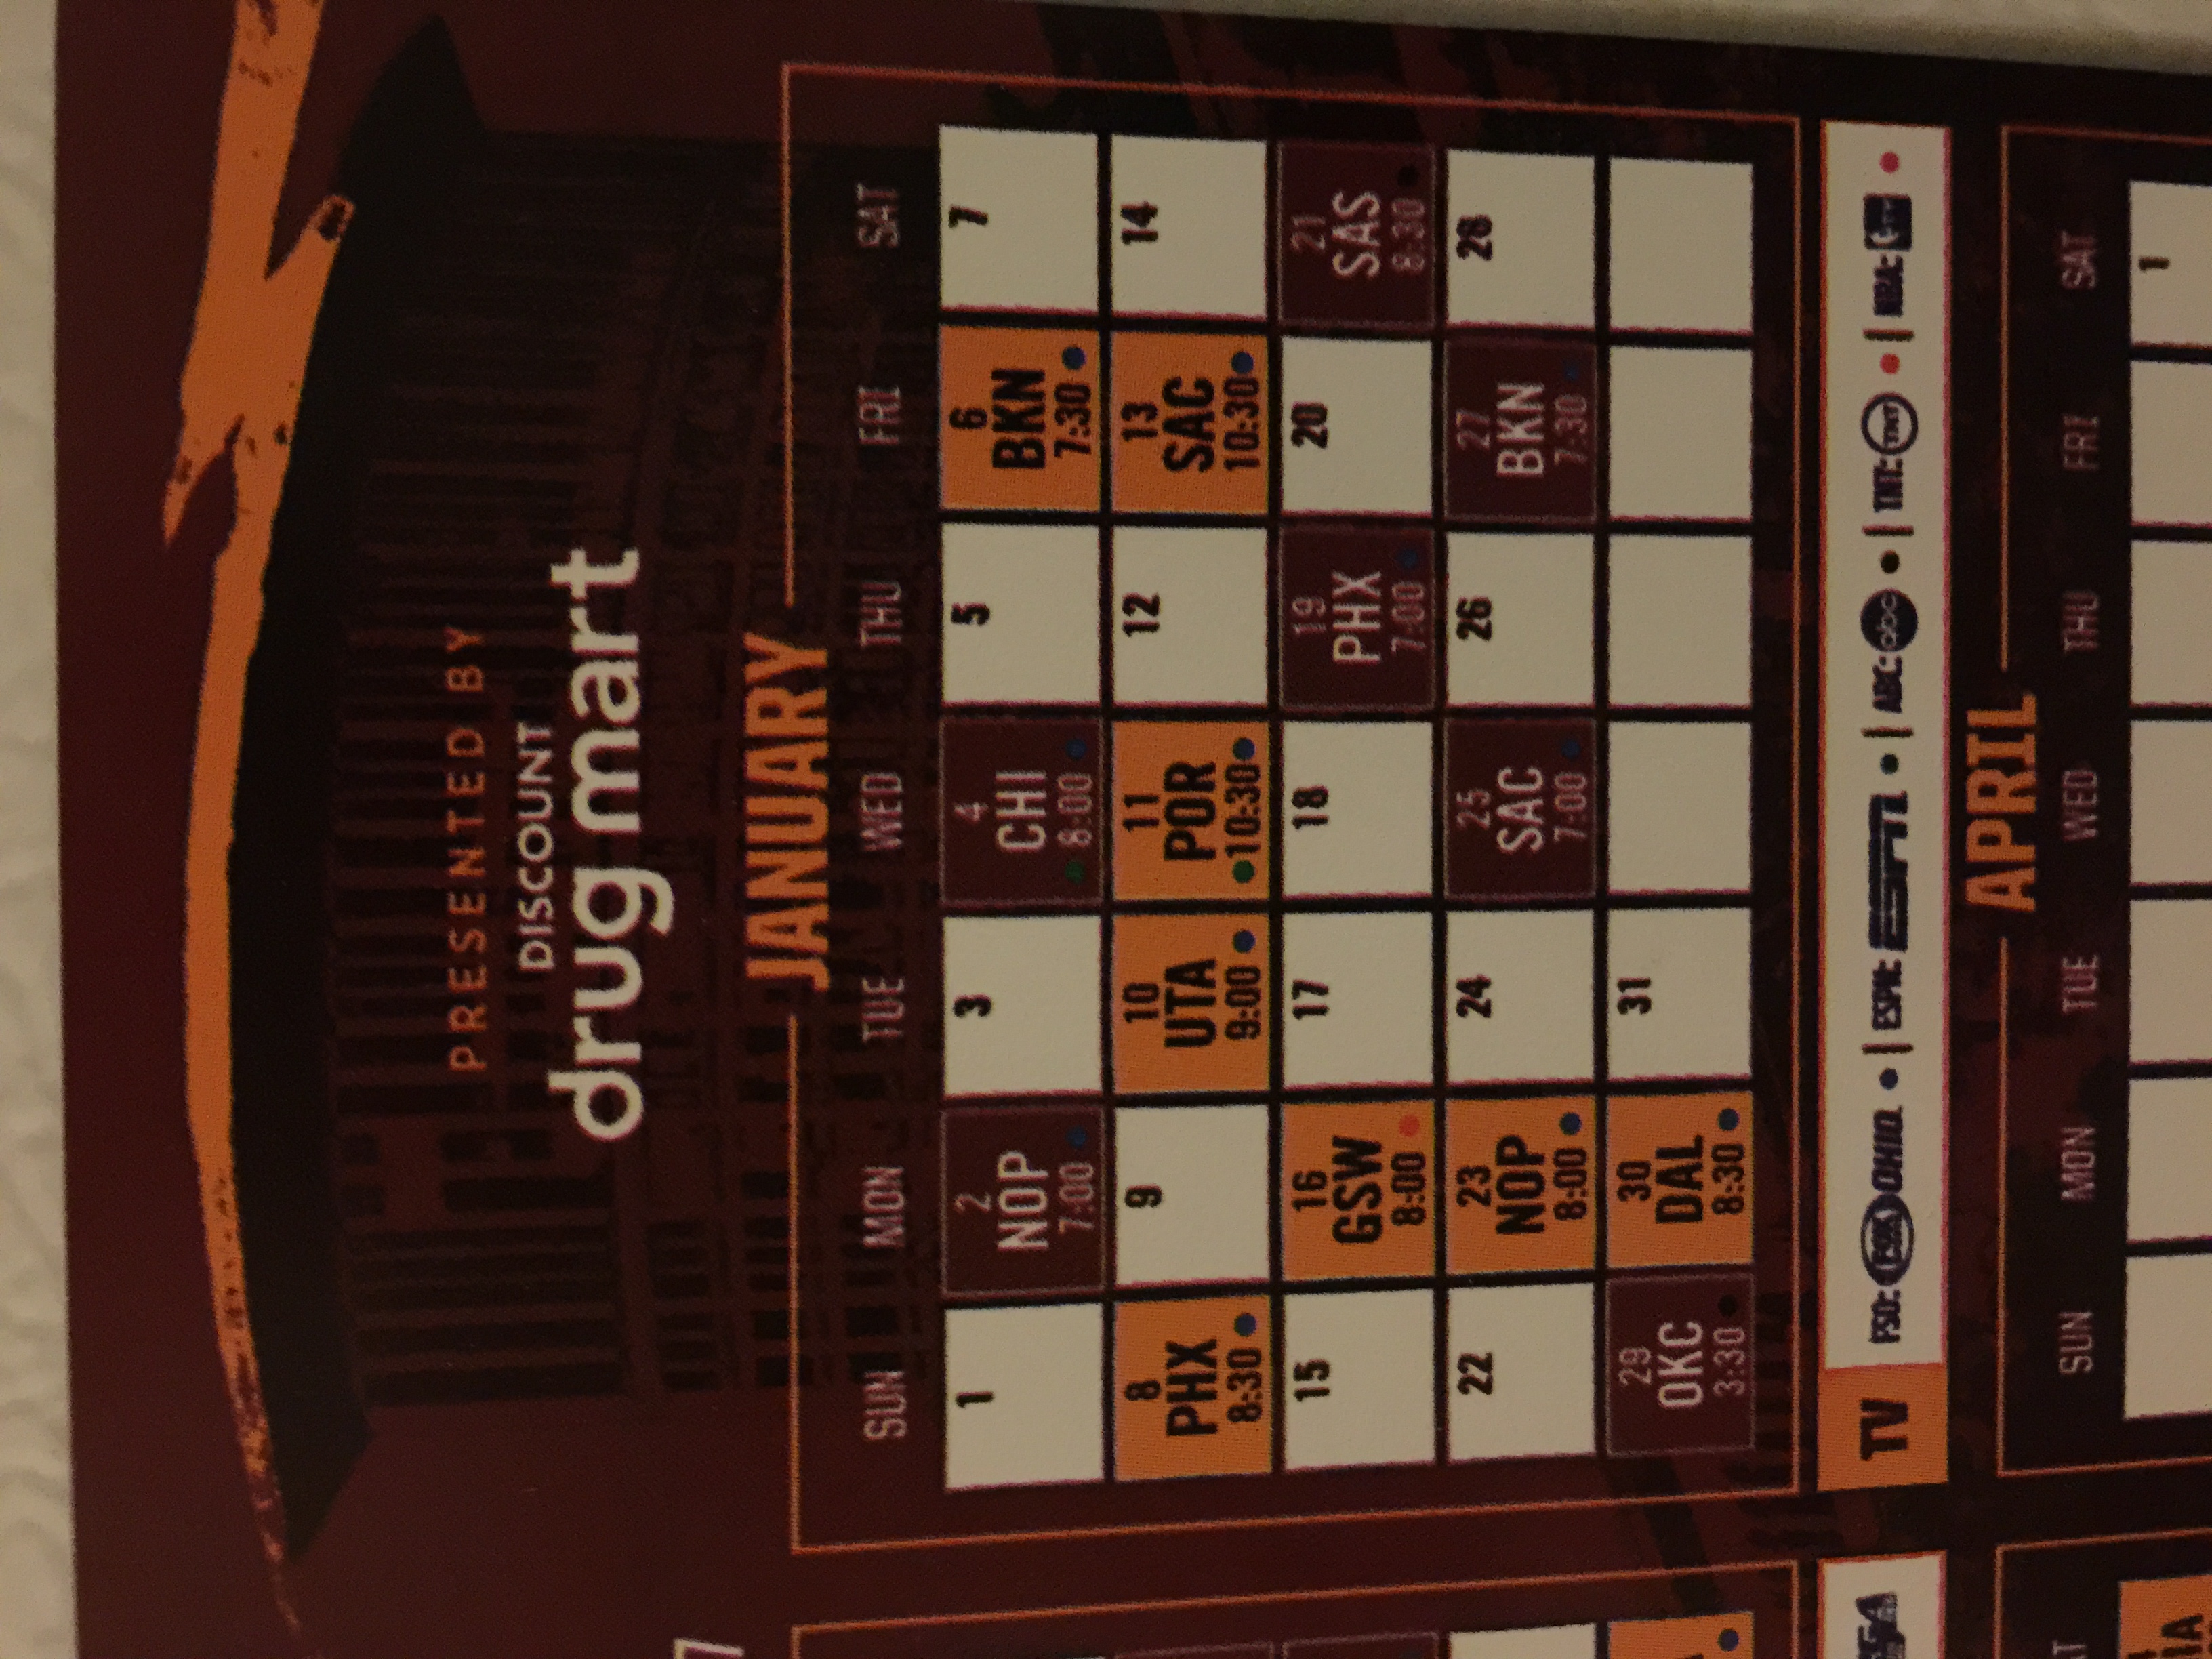 PRESENTED BY
DISCOUNT
drug mart
7
JANUARY
SUN MON TUE WED THU FRI SAT
1 2 3 4 5 6 7
NOP CHI BKN
7:00 8:00 7:30
8 9 10 11 12 13 14
PHX UTA POR SAC
8:30 9:00 10:30 10:30
15 16 17 18 19 20 21
GSW PHX SAS
8:00 7:00 8:30
22 23 24 25 26 27 28
NOP SAC BKN
8:00 7:00 7:30
29 30 31
OKC DAL
3:30 8:30
TV FSO: FOX OHIO | ESPN: ESPN | ABC: abc | TNT: TNT | NBA:
APRIL
SUN MON TUE WED THU FRI SAT
1